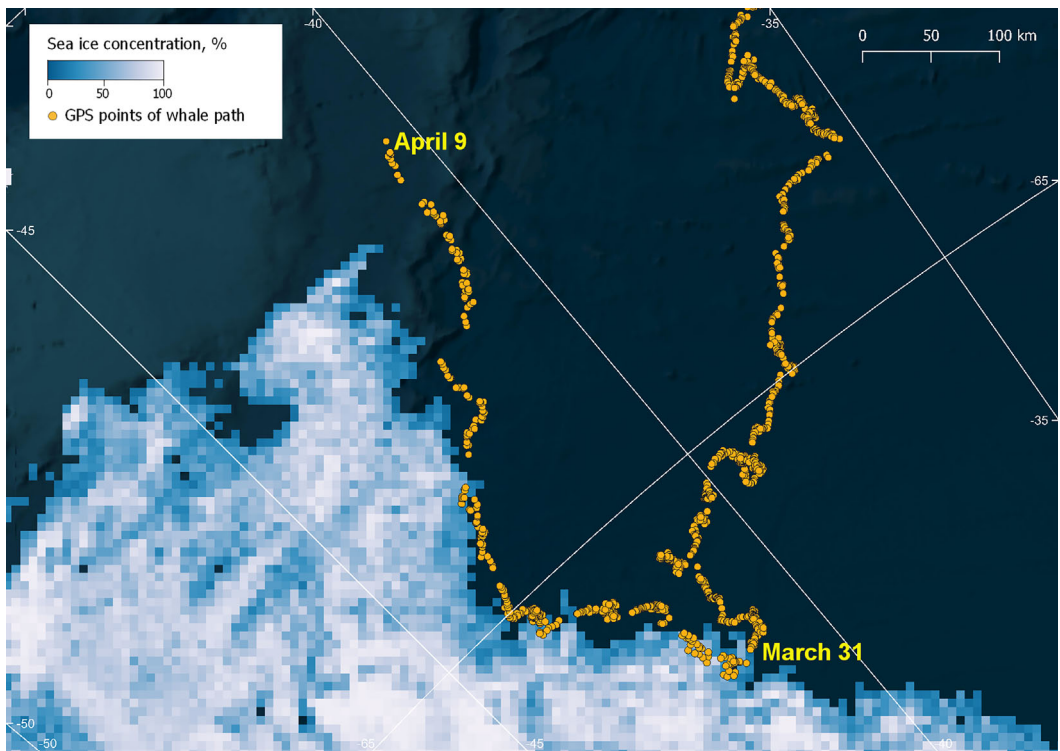 -40
-35
Sea ice concentration, %
0 50 100
GPS points of whale path
0 50 100 km
April 9
-65
-45
-35
March 31
-50
-50
-65
-45
-40